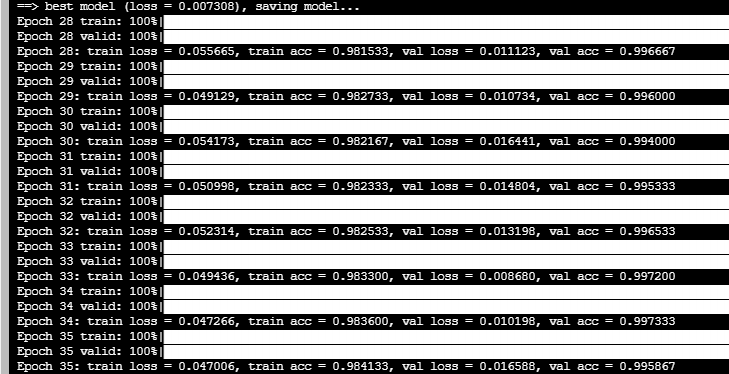 ==> best model (loss = 0.007308), saving model...
Epoch 28 train: 100%|
Epoch 28 valid: 100%|
Epoch 28: train loss = 0.055665, train acc = 0.981533, val loss = 0.011123, val acc = 0.996667
Epoch 29 train: 100%|
Epoch 29 valid: 100%|
Epoch 29: train loss = 0.049129, train acc = 0.982733, val loss = 0.010734, val acc = 0.996000
Epoch 30 train: 100%|
Epoch 30 valid: 100%|
Epoch 30: train loss = 0.054173, train acc = 0.982167, val loss = 0.016441, val acc = 0.994000
Epoch 31 train: 100%|
Epoch 31 valid: 100%|
Epoch 31: train loss = 0.050998, train acc = 0.982333, val loss = 0.014804, val acc = 0.995333
Epoch 32 train: 100%|
Epoch 32 valid: 100%|
Epoch 32: train loss = 0.052314, train acc = 0.982533, val loss = 0.013198, val acc = 0.996533
Epoch 33 train: 100%|
Epoch 33 valid: 100%|
Epoch 33: train loss = 0.049436, train acc = 0.983300, val loss = 0.008680, val acc = 0.997200
Epoch 34 train: 100%|
Epoch 34 valid: 100%|
Epoch 34: train loss = 0.047266, train acc = 0.983600, val loss = 0.010198, val acc = 0.997333
Epoch 35 train: 100%|
Epoch 35 valid: 100%|
Epoch 35: train loss = 0.047006, train acc = 0.984133, val loss = 0.016588, val acc = 0.995867